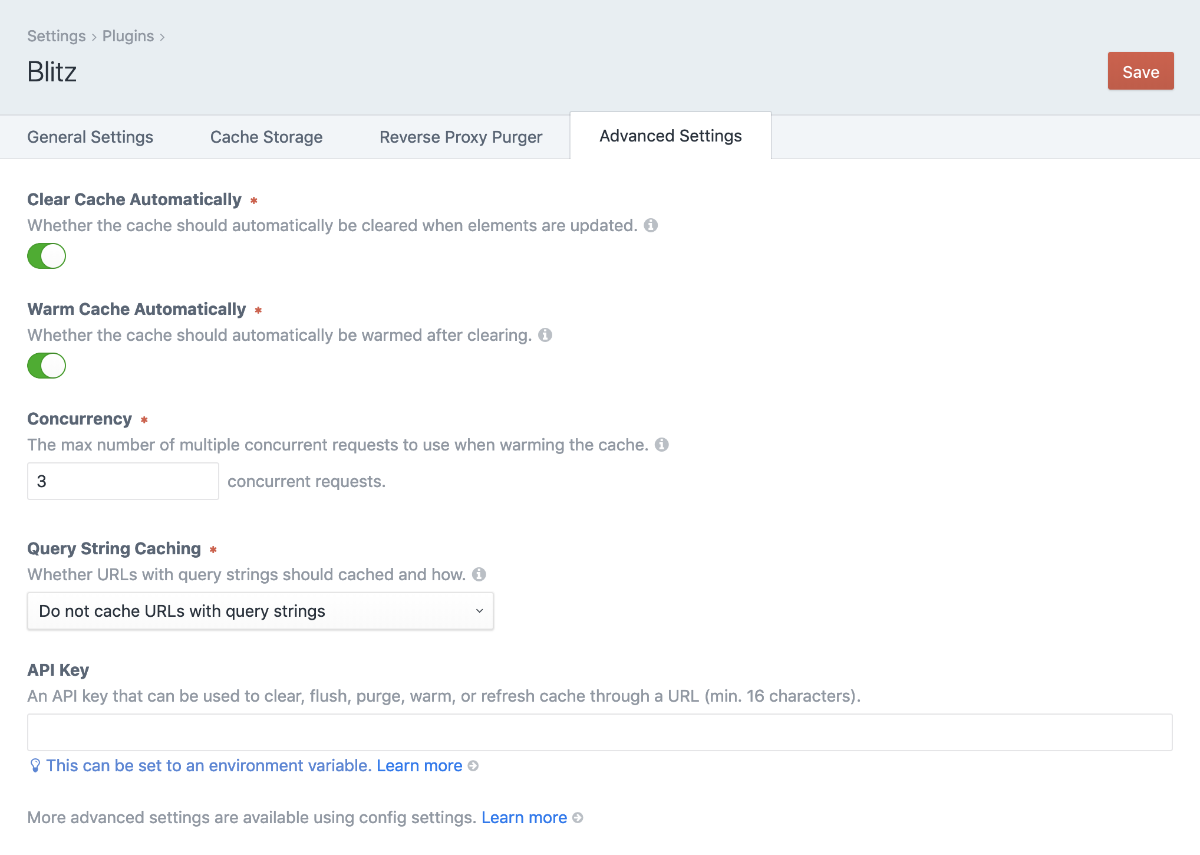 Settings › Plugins ›
Blitz
Save
General Settings
Cache Storage
Reverse Proxy Purger
Advanced Settings
Clear Cache Automatically *
Whether the cache should automatically be cleared when elements are updated.
Warm Cache Automatically *
Whether the cache should automatically be warmed after clearing.
Concurrency *
The max number of multiple concurrent requests to use when warming the cache.
3 concurrent requests.
Query String Caching *
Whether URLs with query strings should cached and how.
Do not cache URLs with query strings
API Key
An API key that can be used to clear, flush, purge, warm, or refresh cache through a URL (min. 16 characters).
This can be set to an environment variable. Learn more
More advanced settings are available using config settings. Learn more